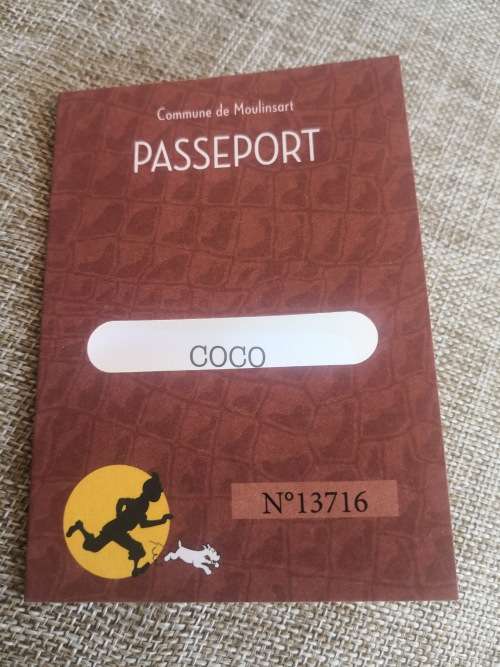 Commune de Moulinsart
PASSEPORT
COCO
N°13716